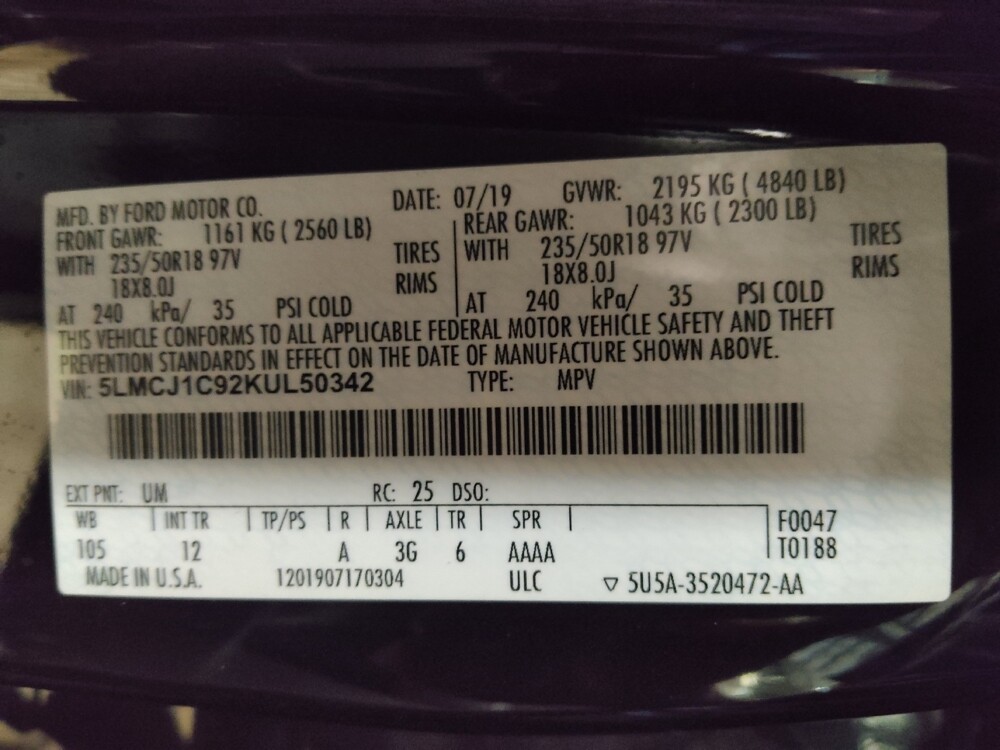 MFD. BY FORD MOTOR CO. DATE: 07/19 GVWR: 2195 KG ( 4840 LB)
FRONT GAWR: 1161 KG ( 2560 LB) REAR GAWR: 1043 KG ( 2300 LB)
WITH 235/50R18 97V TIRES WITH 235/50R18 97V TIRES
18X8.0J RIMS 18X8.0J RIMS
AT 240 kPa/ 35 PSI COLD AT 240 kPa/ 35 PSI COLD
THIS VEHICLE CONFORMS TO ALL APPLICABLE FEDERAL MOTOR VEHICLE SAFETY AND THEFT
PREVENTION STANDARDS IN EFFECT ON THE DATE OF MANUFACTURE SHOWN ABOVE.
VIN: 5LMCJ1C92KUL50342 TYPE: MPV
EXT PNT: UM RC: 25 DSO:
WB INT TR TP/PS R AXLE TR SPR F0047
105 12 A 3G 6 AAAA T0188
MADE IN U.S.A. 1201907170304 ULC ▽ 5U5A-3520472-AA